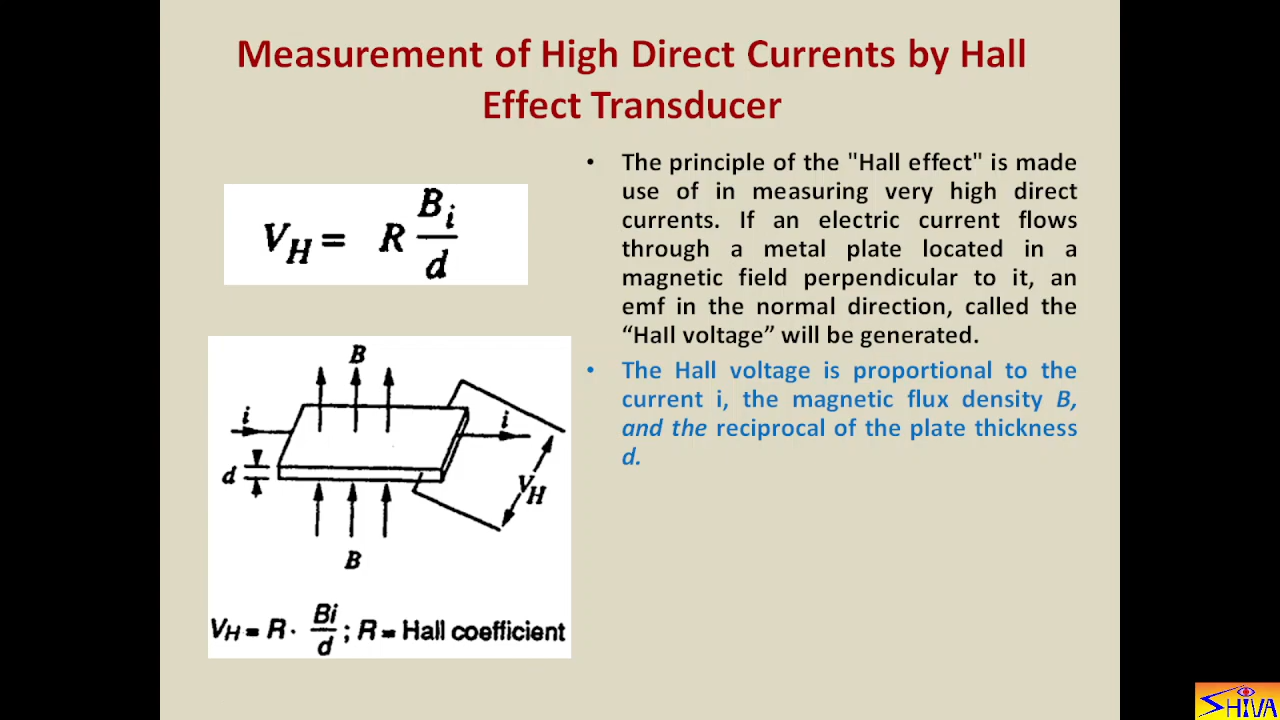 Measurement of High Direct Currents by Hall
Effect Transducer
V_H = R Bi/d
• The principle of the "Hall effect" is made
use of in measuring very high direct
currents. If an electric current flows
through a metal plate located in a
magnetic field perpendicular to it, an
emf in the normal direction, called the
“Hall voltage” will be generated.
• The Hall voltage is proportional to the
current i, the magnetic flux density B,
and the reciprocal of the plate thickness
d.
B
i
i
d
V_H
B
V_H = R · Bi/d ; R = Hall coefficient
SHIVA